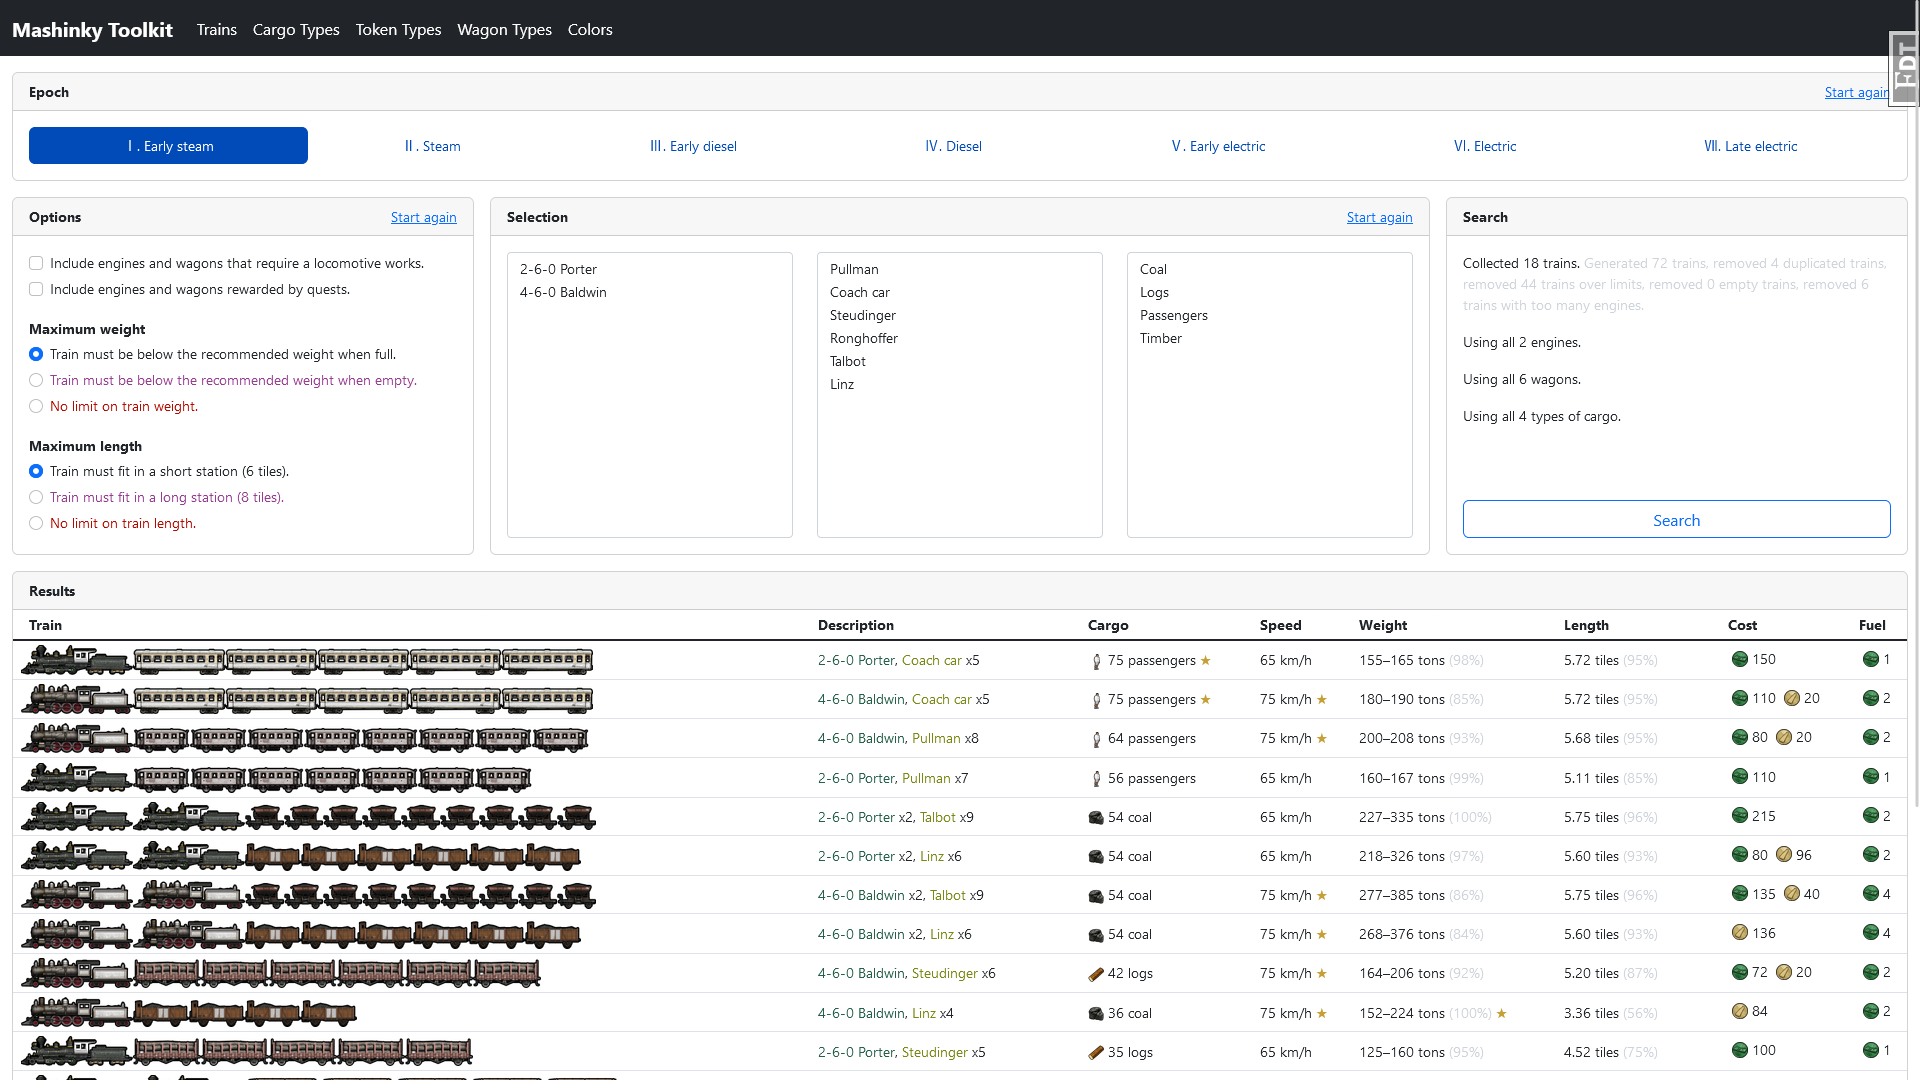 Mashinky Toolkit Trains Cargo Types Token Types Wagon Types Colors
EDT
Epoch Start again
I. Early steam II. Steam III. Early diesel IV. Diesel V. Early electric VI. Electric VII. Late electric
Options Start again
Include engines and wagons that require a locomotive works.
Include engines and wagons rewarded by quests.
Maximum weight
Train must be below the recommended weight when full.
Train must be below the recommended weight when empty.
No limit on train weight.
Maximum length
Train must fit in a short station (6 tiles).
Train must fit in a long station (8 tiles).
No limit on train length.
Selection Start again
2-6-0 Porter
4-6-0 Baldwin
Pullman
Coach car
Steudinger
Ronghoffer
Talbot
Linz
Coal
Logs
Passengers
Timber
Search
Collected 18 trains. Generated 72 trains, removed 4 duplicated trains,
removed 44 trains over limits, removed 0 empty trains, removed 6
trains with too many engines.
Using all 2 engines.
Using all 6 wagons.
Using all 4 types of cargo.
Search
Results
Train Description Cargo Speed Weight Length Cost Fuel
2-6-0 Porter, Coach car x5 75 passengers ★ 65 km/h 155–165 tons (98%) 5.72 tiles (95%) 150 1
4-6-0 Baldwin, Coach car x5 75 passengers ★ 75 km/h ★ 180–190 tons (85%) 5.72 tiles (95%) 110 20 2
4-6-0 Baldwin, Pullman x8 64 passengers 75 km/h ★ 200–208 tons (93%) 5.68 tiles (95%) 80 20 2
2-6-0 Porter, Pullman x7 56 passengers 65 km/h 160–167 tons (99%) 5.11 tiles (85%) 110 1
2-6-0 Porter x2, Talbot x9 54 coal 65 km/h 227–335 tons (100%) 5.75 tiles (96%) 215 2
2-6-0 Porter x2, Linz x6 54 coal 65 km/h 218–326 tons (97%) 5.60 tiles (93%) 80 96 2
4-6-0 Baldwin x2, Talbot x9 54 coal 75 km/h ★ 277–385 tons (86%) 5.75 tiles (96%) 135 40 4
4-6-0 Baldwin x2, Linz x6 54 coal 75 km/h ★ 268–376 tons (84%) 5.60 tiles (93%) 136 4
4-6-0 Baldwin, Steudinger x6 42 logs 75 km/h ★ 164–206 tons (92%) 5.20 tiles (87%) 72 20 2
4-6-0 Baldwin, Linz x4 36 coal 75 km/h ★ 152–224 tons (100%) ★ 3.36 tiles (56%) 84 2
2-6-0 Porter, Steudinger x5 35 logs 65 km/h 125–160 tons (95%) 4.52 tiles (75%) 100 1